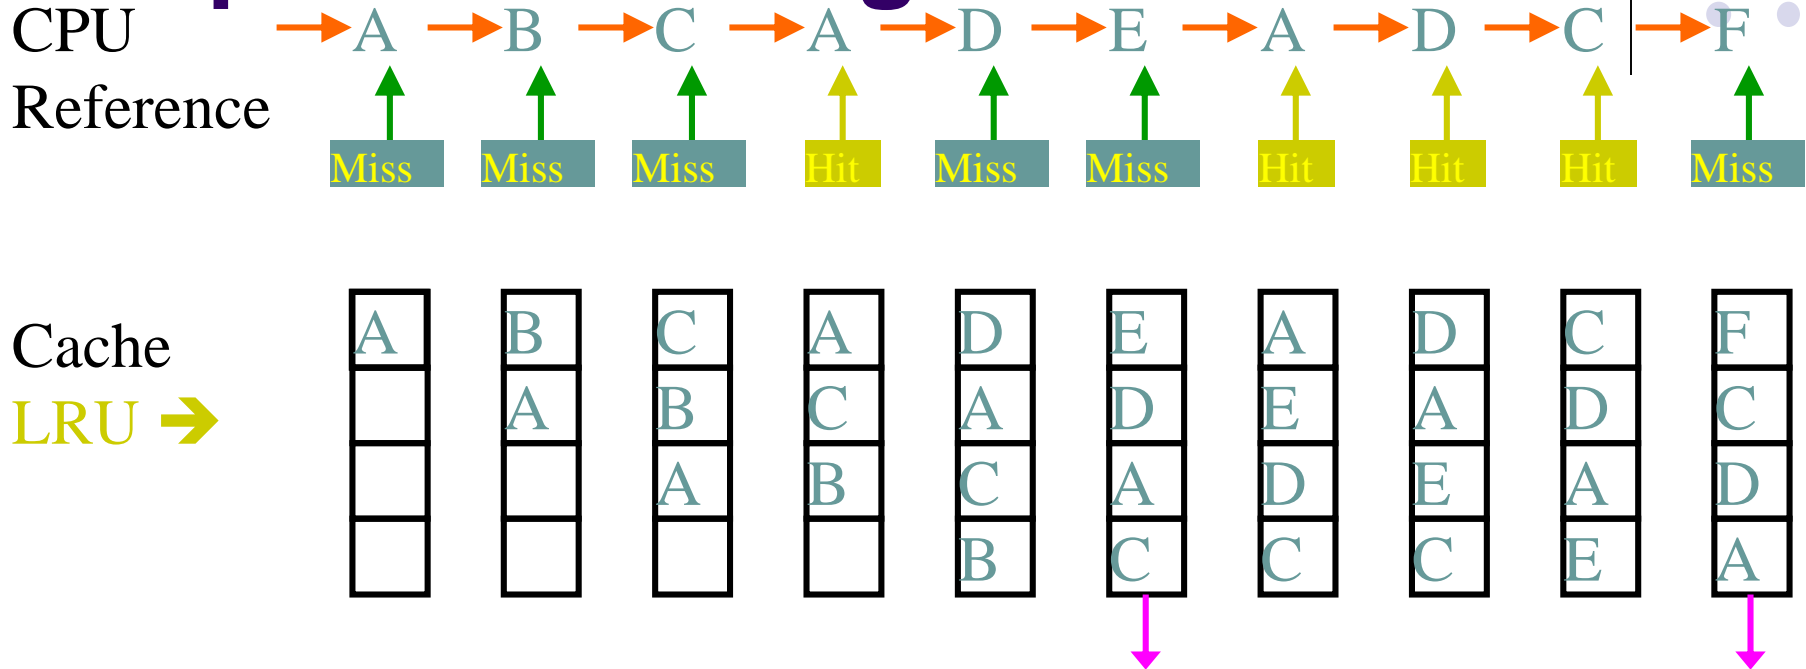 CPU A B C A D E A D C F
Reference
Miss Miss Miss Hit Miss Miss Hit Hit Hit Miss
Cache A B C A D E A D C F
LRU A B C A D E A D C
A B C A D E A D
B C C C E A